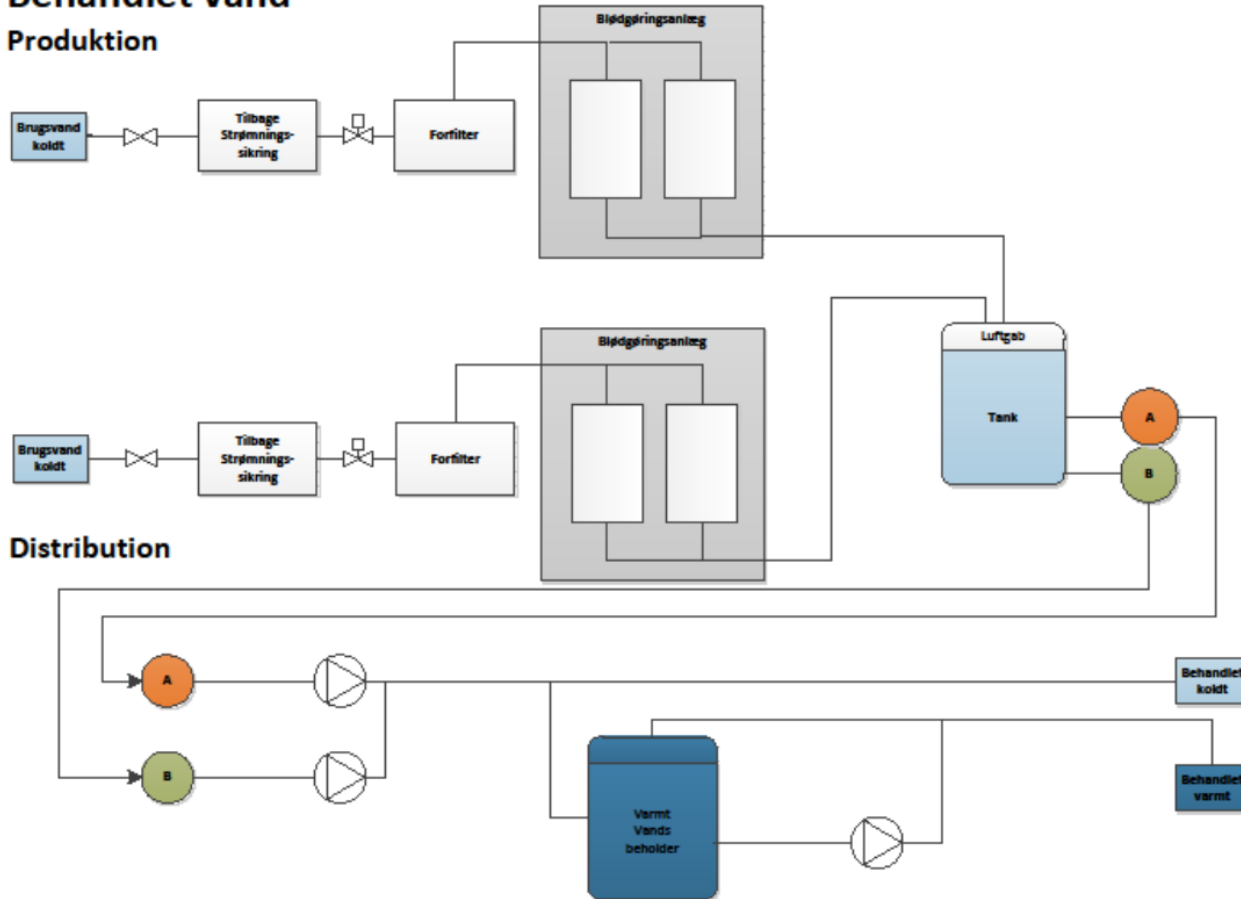 Behandlet vand
Produktion
Blødgøringsanlæg
Brugsvand
koldt
Tilbage
Strømnings-
sikring
Forfilter
Blødgøringsanlæg
Luftgab
Tank
A
B
Brugsvand
koldt
Tilbage
Strømnings-
sikring
Forfilter
Distribution
A
Behandlet
koldt
B
Behandlet
varmt
Varmt
Vands
beholder